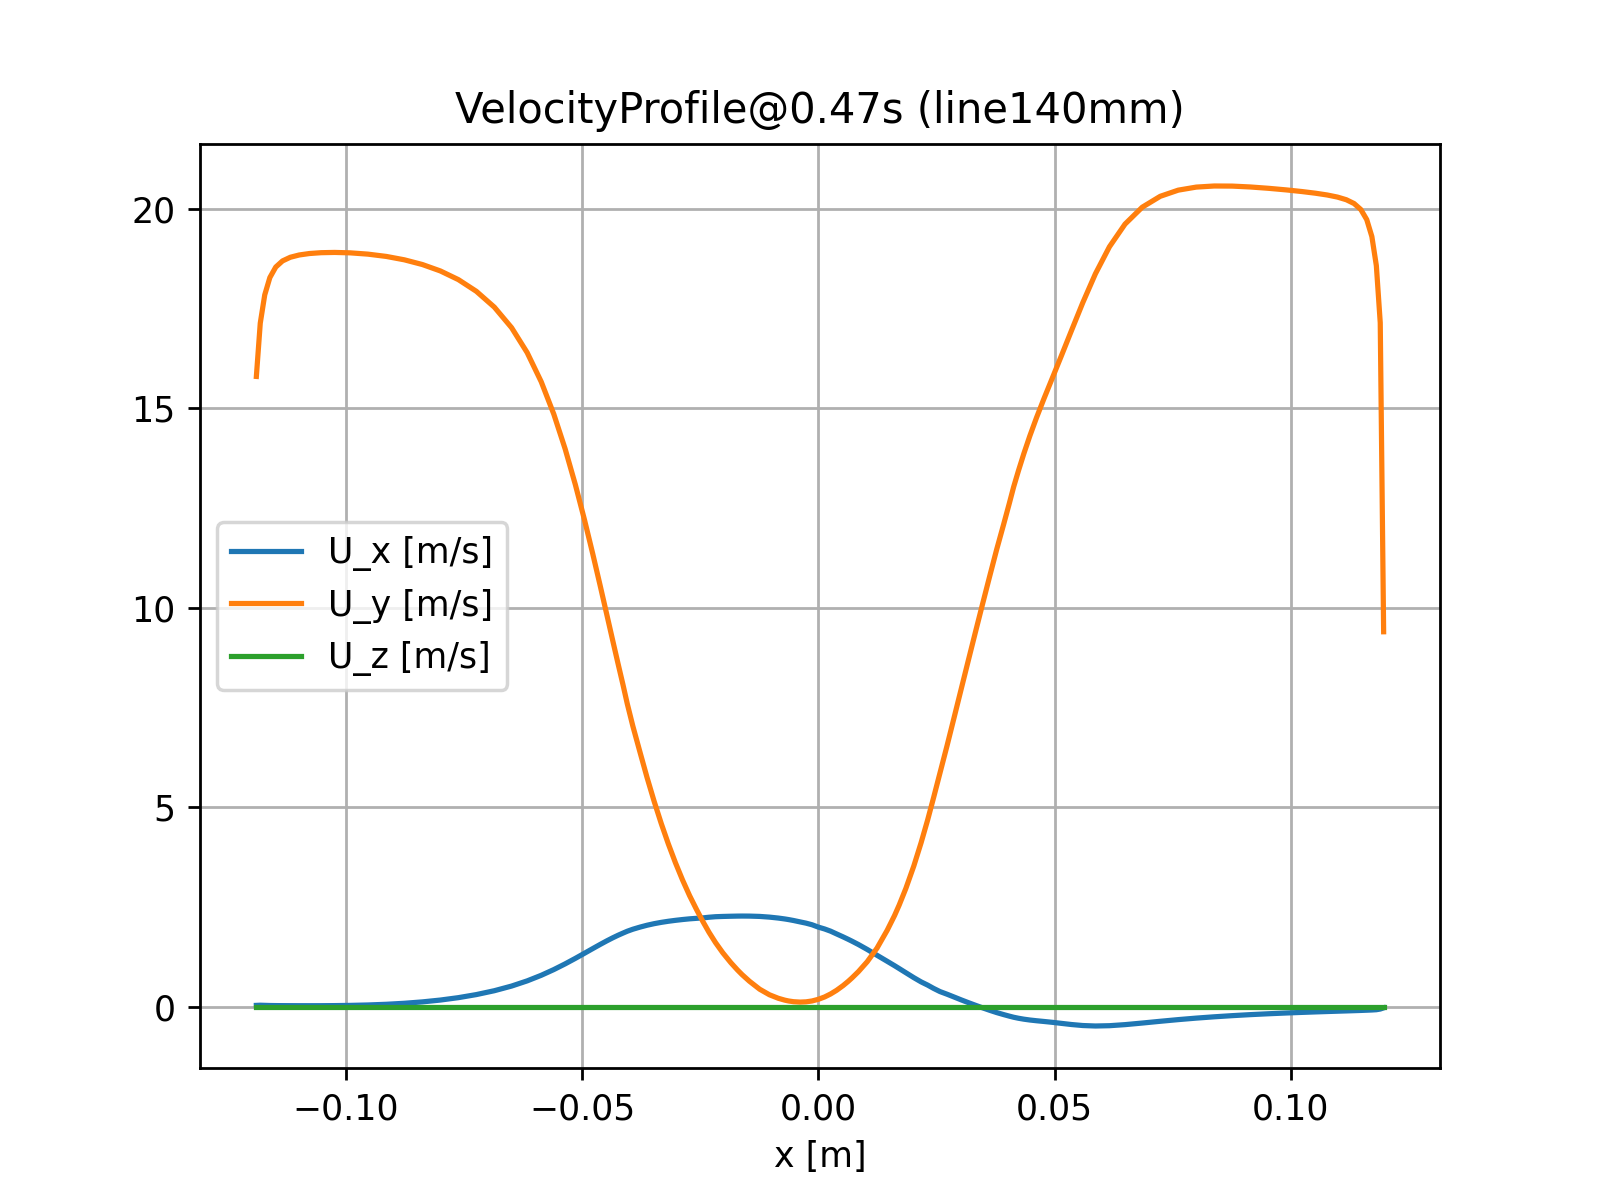 VelocityProfile@0.47s (line140mm)
20
15
10
5
0
U_x [m/s]
U_y [m/s]
U_z [m/s]
−0.10 −0.05 0.00 0.05 0.10
x [m]